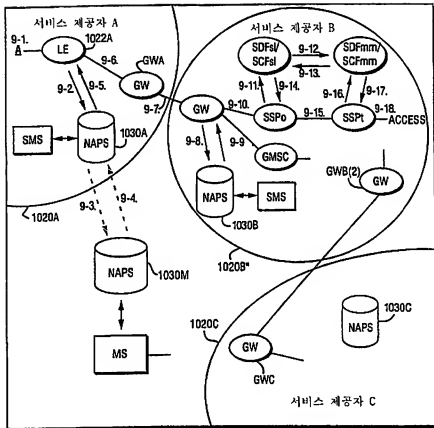 서비스 제공자 A
9-1.
A
LE
1022A
9-6.
GWA
GW
9-2.
9-5.
9-7.
SMS
NAPS
1030A
1020A
9-3.
9-4.
NAPS
1030M
MS
서비스 제공자 B
SDFsl/
SCFsl
9-12.
9-13.
SDFmm/
SCFmm
9-11.
9-14.
9-16.
9-17.
GW
9-10.
SSPo
9-15.
SSPt
9-18.
ACCESS
9-8.
9-9
GMSC
NAPS
SMS
1030B
1020B"
GWB(2)
GW
1020C
1030C
NAPS
GW
GWC
서비스 제공자 C